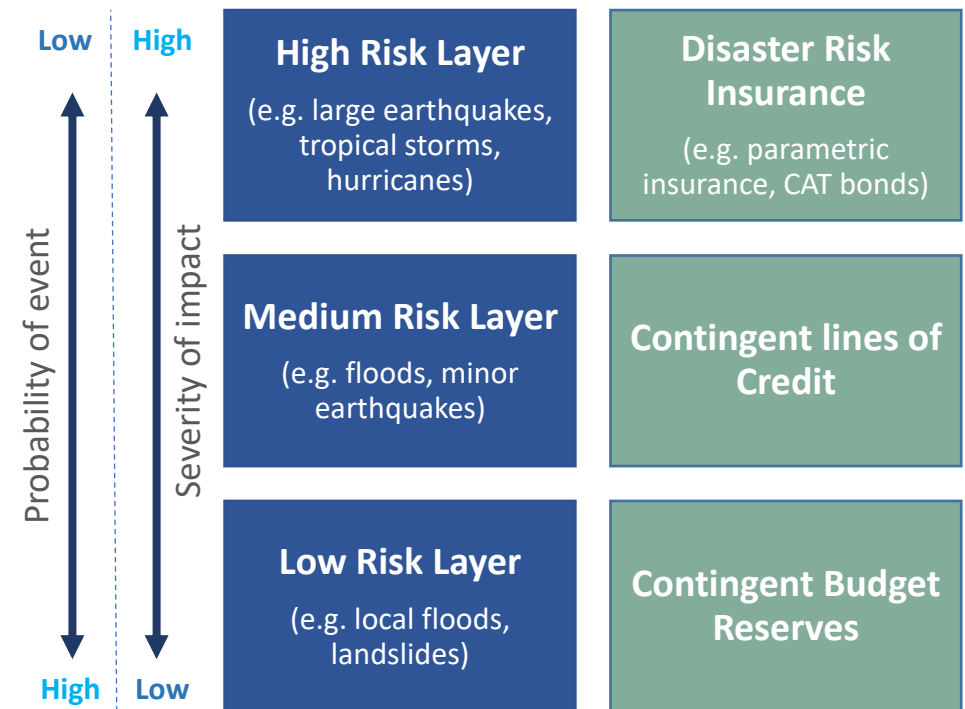 Low
High
Probability of event
Severity of impact
High
Low
High Risk Layer
(e.g. large earthquakes,
tropical storms,
hurricanes)
Disaster Risk
Insurance
(e.g. parametric
insurance, CAT bonds)
Medium Risk Layer
(e.g. floods, minor
earthquakes)
Contingent lines of
Credit
Low Risk Layer
(e.g. local floods,
landslides)
Contingent Budget
Reserves